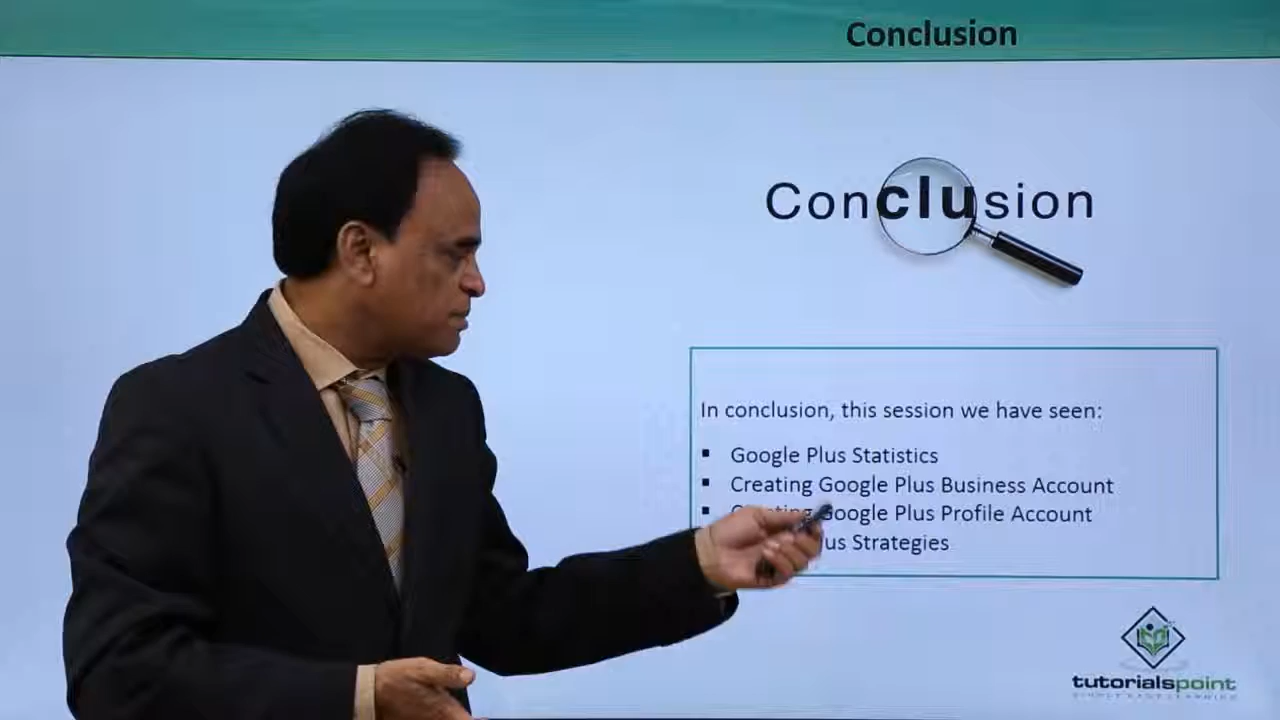 Conclusion
Conclusion
In conclusion, this session we have seen:
▪ Google Plus Statistics
▪ Creating Google Plus Business Account
▪ Google Plus Profile Account
Strategies
tutorialspoint